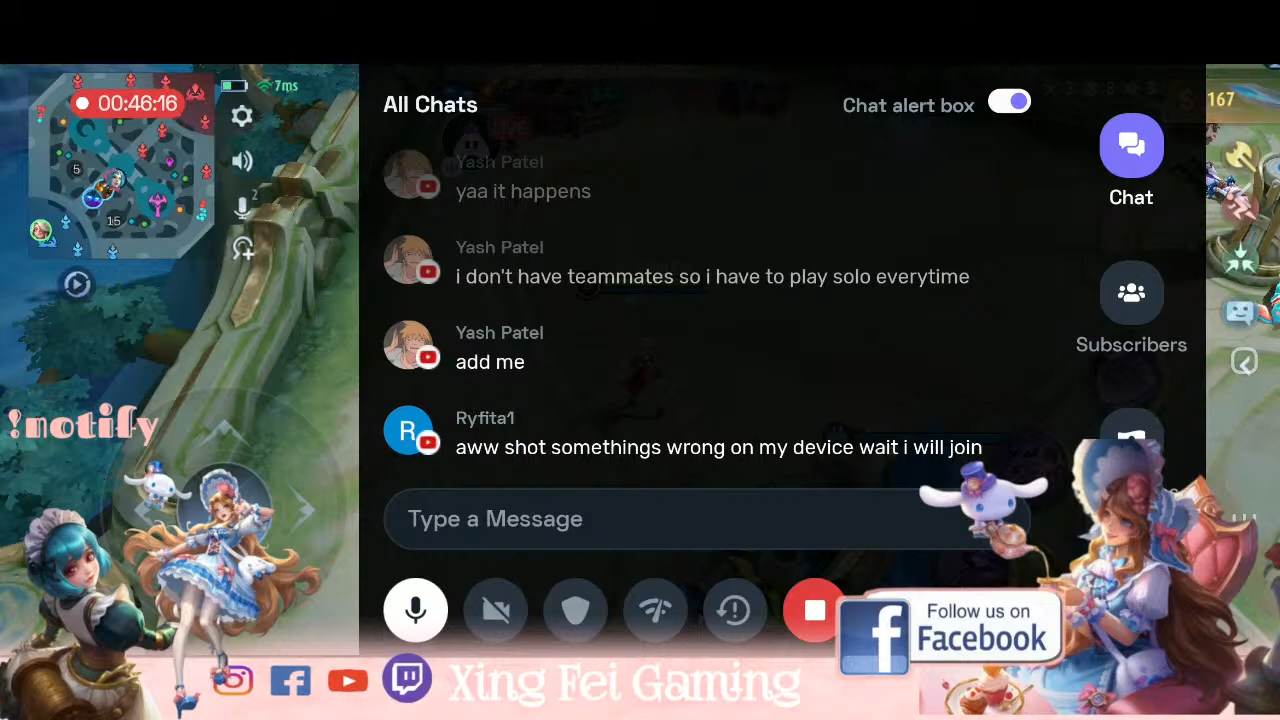 00:46:16
7ms
5
15
2
All Chats
Chat alert box
167
Yash Patel
yaa it happens
Chat
Yash Patel
i don't have teammates so i have to play solo everytime
Subscribers
Yash Patel
add me
!notify
R
Ryfita1
aww shot somethings wrong on my device wait i will join
Type a Message
Follow us on
Facebook
Xing Fei Gaming